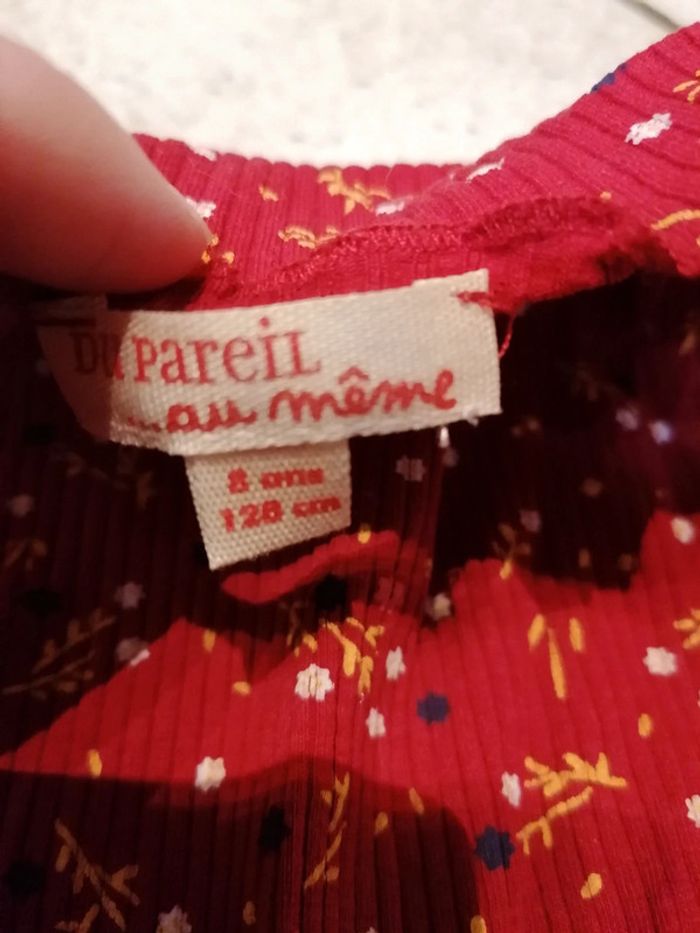 DU PAREIL
...au même
8 ans
128 cm